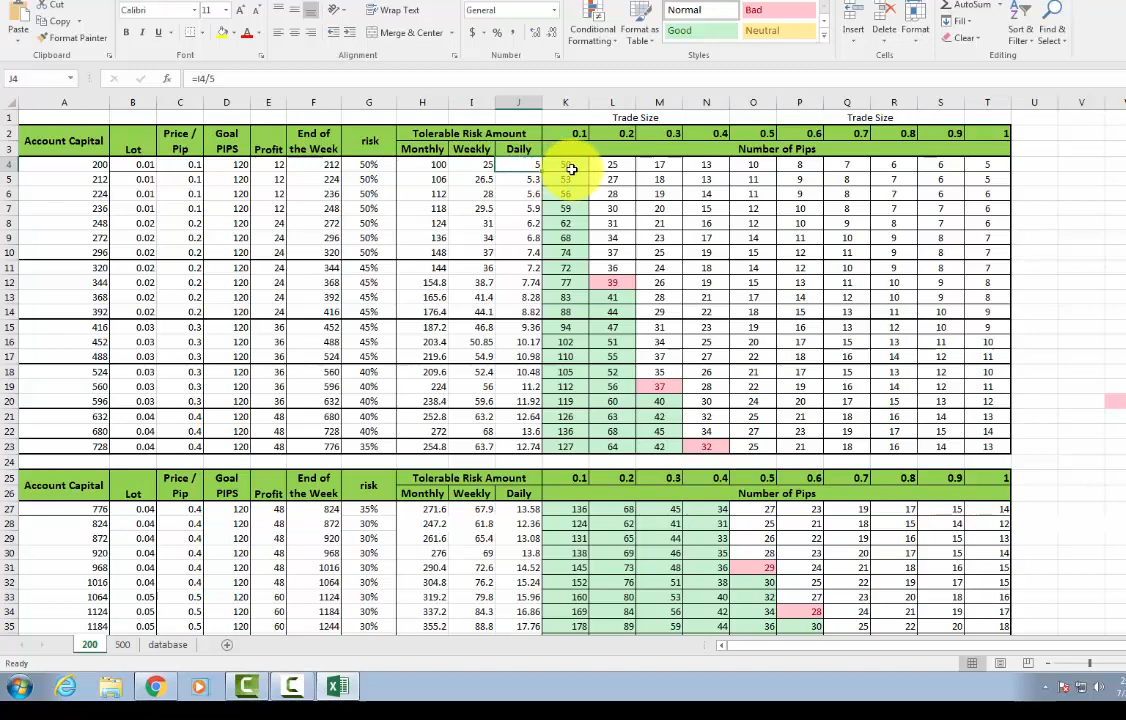 Cut
Copy
Paste
Format Painter
Clipboard
Calibri 11
B I U
Font
Wrap Text
Merge & Center
Alignment
General
$ %
Number
Conditional Formatting
Format as Table
Normal Bad
Good Neutral
Styles
Insert Delete Format
Cells
AutoSum
Fill
Clear
Sort & Filter
Find & Select
Editing
J4 fx =I4/5
A B C D E F G H I J K L M N O P Q R S T U V
1 Trade Size Trade Size
2 Account Capital Lot Price / Pip Goal PIPS Profit End of the Week risk Tolerable Risk Amount 0.1 0.2 0.3 0.4 0.5 0.6 0.7 0.8 0.9 1
3 Monthly Weekly Daily Number of Pips
4 200 0.01 0.1 120 12 212 50% 100 25 5 50 25 17 13 10 8 7 6 6 5
5 212 0.01 0.1 120 12 224 50% 106 26.5 5.3 53 27 18 13 11 9 8 7 6 5
6 224 0.01 0.1 120 12 236 50% 112 28 5.6 56 28 19 14 11 9 8 7 6 6
7 236 0.01 0.1 120 12 248 50% 118 29.5 5.9 59 30 20 15 12 10 8 7 7 6
8 248 0.02 0.2 120 24 272 50% 124 31 6.2 62 31 21 16 12 10 9 8 7 6
9 272 0.02 0.2 120 24 296 50% 136 34 6.8 68 34 23 17 14 11 10 9 8 7
10 296 0.02 0.2 120 24 320 50% 148 37 7.4 74 37 25 19 15 12 11 9 8 7
11 320 0.02 0.2 120 24 344 45% 144 36 7.2 72 36 24 18 14 12 10 9 8 7
12 344 0.02 0.2 120 24 368 45% 154.8 38.7 7.74 77 39 26 19 15 13 11 10 9 8
13 368 0.02 0.2 120 24 392 45% 165.6 41.4 8.28 83 41 28 21 17 14 12 10 9 8
14 392 0.02 0.2 120 24 416 45% 176.4 44.1 8.82 88 44 29 22 18 15 13 11 10 9
15 416 0.03 0.3 120 36 452 45% 187.2 46.8 9.36 94 47 31 23 19 16 13 12 10 9
16 452 0.03 0.3 120 36 488 45% 203.4 50.85 10.17 102 51 34 25 20 17 15 13 11 10
17 488 0.03 0.3 120 36 524 45% 219.6 54.9 10.98 110 55 37 27 22 18 16 14 12 11
18 524 0.03 0.3 120 36 560 40% 209.6 52.4 10.48 105 52 35 26 21 17 15 13 12 10
19 560 0.03 0.3 120 36 596 40% 224 56 11.2 112 56 37 28 22 19 16 14 12 11
20 596 0.03 0.3 120 36 632 40% 238.4 59.6 11.92 119 60 40 30 24 20 17 15 13 12
21 632 0.04 0.4 120 48 680 40% 252.8 63.2 12.64 126 63 42 32 25 21 18 16 14 13
22 680 0.04 0.4 120 48 728 40% 272 68 13.6 136 68 45 34 27 23 19 17 15 14
23 728 0.04 0.4 120 48 776 35% 254.8 63.7 12.74 127 64 42 32 25 21 18 16 14 13
24
25 Account Capital Lot Price / Pip Goal PIPS Profit End of the Week risk Tolerable Risk Amount 0.1 0.2 0.3 0.4 0.5 0.6 0.7 0.8 0.9 1
26 Monthly Weekly Daily Number of Pips
27 776 0.04 0.4 120 48 824 35% 271.6 67.9 13.58 136 68 45 34 27 23 19 17 15 14
28 824 0.04 0.4 120 48 872 30% 247.2 61.8 12.36 124 62 41 31 25 21 18 15 14 12
29 872 0.04 0.4 120 48 920 30% 261.6 65.4 13.08 131 65 44 33 26 22 19 16 15 13
30 920 0.04 0.4 120 48 968 30% 276 69 13.8 138 69 46 35 28 23 20 17 15 14
31 968 0.04 0.4 120 48 1016 30% 290.4 72.6 14.52 145 73 48 36 29 24 21 18 16 15
32 1016 0.04 0.4 120 48 1064 30% 304.8 76.2 15.24 152 76 51 38 30 25 22 19 17 15
33 1064 0.05 0.5 120 60 1124 30% 319.2 79.8 15.96 160 80 53 40 32 27 23 20 18 16
34 1124 0.05 0.5 120 60 1184 30% 337.2 84.3 16.86 169 84 56 42 34 28 24 21 19 17
35 1184 0.05 0.5 120 60 1244 30% 355.2 88.8 17.76 178 89 59 44 36 30 25 22 20 18
200 500 database
Ready